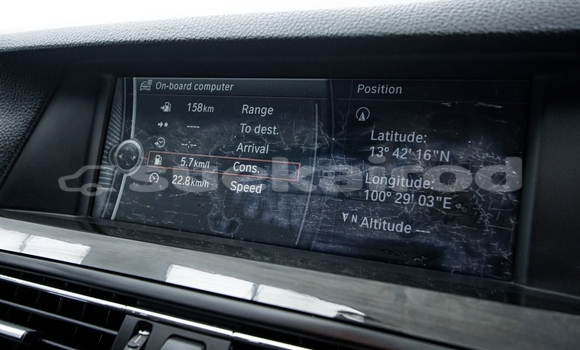 On-board computer
158km Range
---- To dest.
--:-- Arrival
5.7km/l Cons.
22.8km/h Speed
Position
Latitude:
13° 42' 16"N
Longitude:
100° 29' 03"E
N Altitude ---